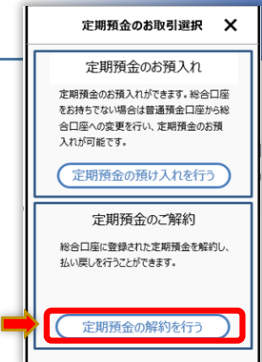 定期預金のお取引選択 ✕
定期預金のお預入れ
定期預金のお預入れができます。総合口座
をお持ちでない場合は普通預金口座から総
合口座への変更を行い、定期預金のお預
入れが可能です。
定期預金の預け入れを行う
定期預金のご解約
総合口座に登録された定期預金を解約し、
払い戻しを行うことができます。
定期預金の解約を行う